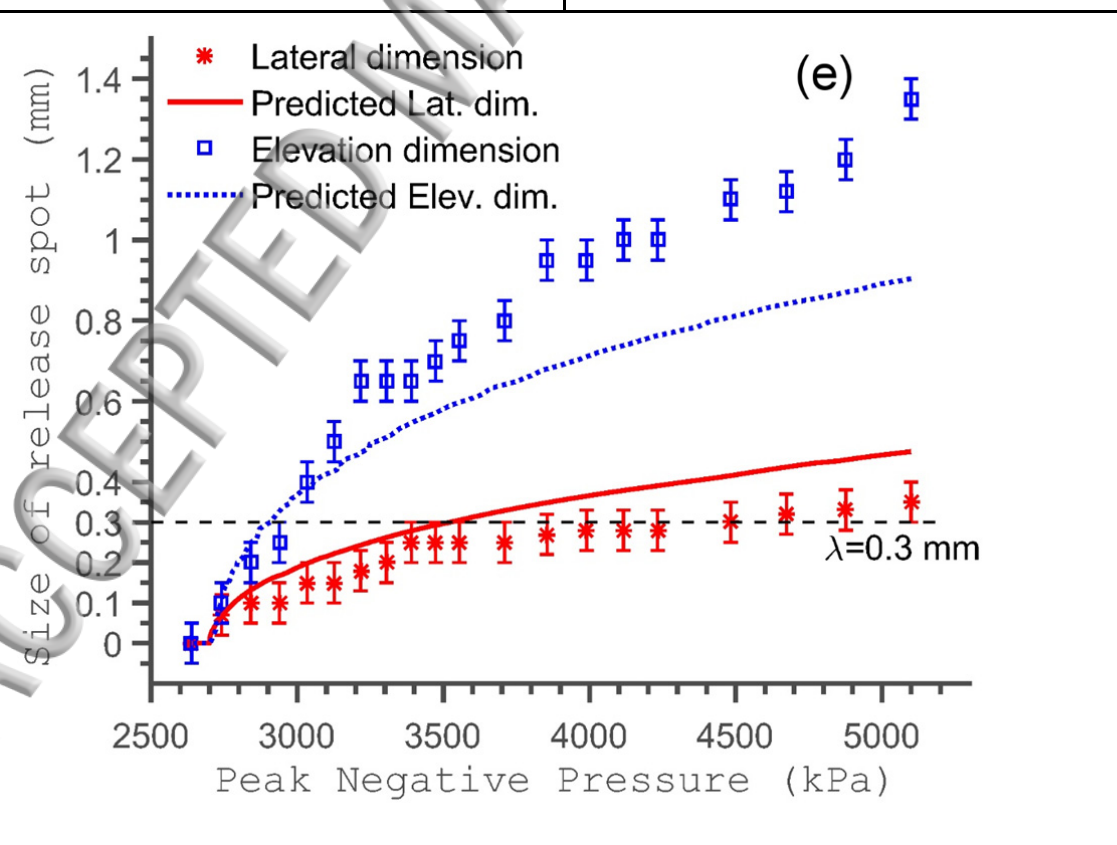 Lateral dimension
Predicted Lat. dim.
Elevation dimension
Predicted Elev. dim.
(e)
Size of release spot (mm)
1.4
1.2
1
0.8
0.6
0.4
0.3
0.2
0.1
0
λ=0.3 mm
2500 3000 3500 4000 4500 5000
Peak Negative Pressure (kPa)
CCEPTED MA